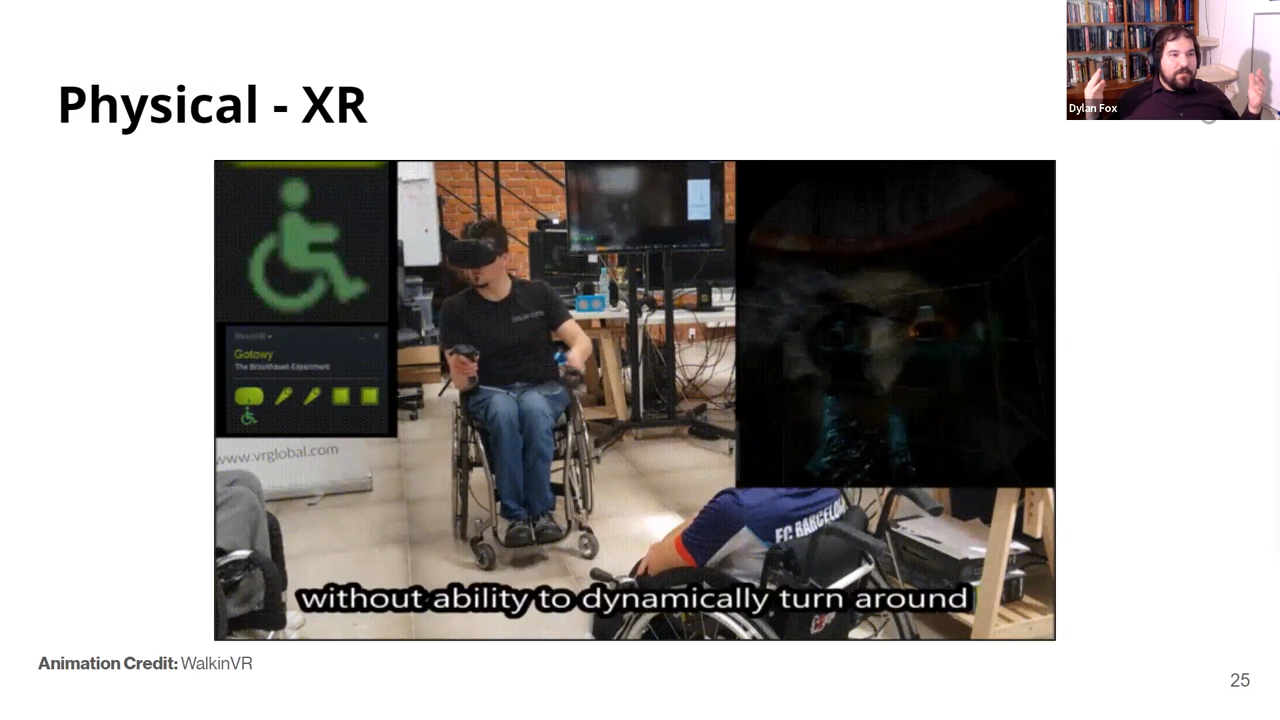 Physical - XR
Dylan Fox
Gotowy
The Brookhaven Experiment
www.vrglobal.com
FC BARCELON
without ability to dynamically turn around
Animation Credit: WalkinVR
25